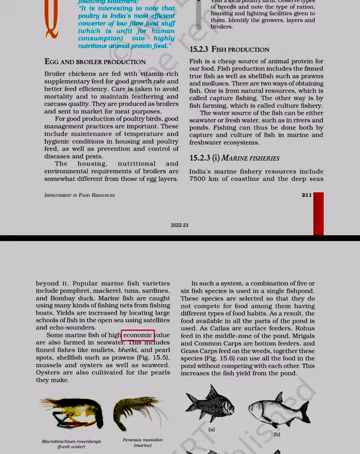 following statement:
"It is interesting to note that
poultry is India's most efficient
converter of low fibre food stuff
(which is unfit for human
consumption) into highly
nutritious animal protein food."
EGG AND BROILER PRODUCTION
Broiler chickens are fed with vitamin-rich
supplementary feed for good growth rate and
better feed efficiency. Care is taken to avoid
mortality and to maintain feathering and
carcass quality. They are produced as broilers
and sent to market for meat purposes.
For good production of poultry birds, good
management practices are important. These
include maintenance of temperature and
hygienic conditions in housing and poultry
feed, as well as prevention and control of
diseases and pests.
The housing, nutritional and
environmental requirements of broilers are
somewhat different from those of egg layers.
and note the type of ration,
housing and lighting facilities given to
them. Identify the growers, layers and
broilers.
15.2.3 FISH PRODUCTION
Fish is a cheap source of animal protein for
our food. Fish production includes the finned
true fish as well as shellfish such as prawns
and molluscs. There are two ways of obtaining
fish. One is from natural resources, which is
called capture fishing. The other way is by
fish farming, which is called culture fishery.
The water source of the fish can be either
seawater or fresh water, such as in rivers and
ponds. Fishing can thus be done both by
capture and culture of fish in marine and
freshwater ecosystems.
15.2.3 (i) MARINE FISHERIES
India's marine fishery resources include
7500 km of coastline and the deep seas
IMPROVEMENT IN FOOD RESOURCES
211
2022-23
beyond it. Popular marine fish varieties
include pomphret, mackerel, tuna, sardines,
and Bombay duck. Marine fish are caught
using many kinds of fishing nets from fishing
boats. Yields are increased by locating large
schools of fish in the open sea using satellites
and echo-sounders.
Some marine fish of high economic value
are also farmed in seawater. This includes
finned fishes like mullets, bhetki, and pearl
spots, shellfish such as prawns (Fig. 15.5),
mussels and oysters as well as seaweed.
Oysters are also cultivated for the pearls
they make.
In such a system, a combination of five or
six fish species is used in a single fishpond.
These species are selected so that they do
not compete for food among them having
different types of food habits. As a result, the
food available in all the parts of the pond is
used. As Catlas are surface feeders, Rohus
feed in the middle-zone of the pond, Mrigals
and Common Carps are bottom feeders, and
Grass Carps feed on the weeds, together these
species (Fig. 15.6) can use all the food in the
pond without competing with each other. This
increases the fish yield from the pond.
Macrobrachium rosenbergii
(fresh water)
Peneaus monodon
(marine)
(a)
(b)